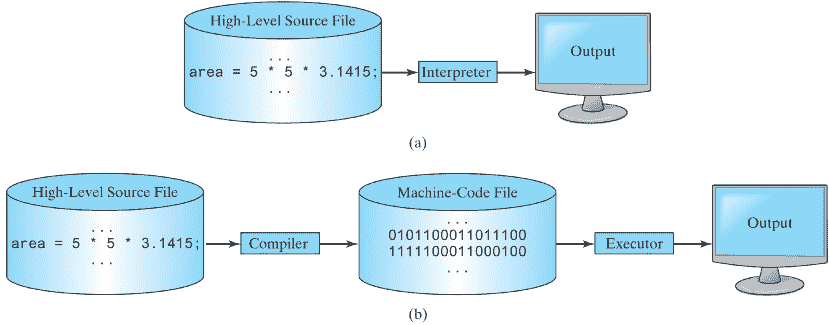 High-Level Source File
...
area = 5 * 5 * 3.1415;
...
Interpreter
Output
(a)
High-Level Source File
...
area = 5 * 5 * 3.1415;
...
Compiler
Machine-Code File
...
0101100011011100
1111100011000100
...
Executor
Output
(b)